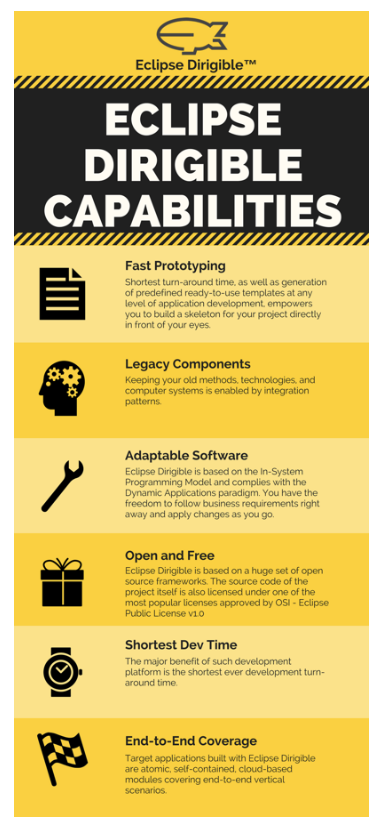 Eclipse Dirigible™
ECLIPSE
DIRIGIBLE
CAPABILITIES
Fast Prototyping
Shortest turn-around time, as well as generation
of predefined ready-to-use templates at any
level of application development, empowers
you to build a skeleton for your project directly
in front of your eyes.
Legacy Components
Keeping your old methods, technologies, and
computer systems is enabled by integration
patterns.
Adaptable Software
Eclipse Dirigible is based on the In-System
Programming Model and complies with the
Dynamic Applications paradigm. You have the
freedom to follow business requirements right
away and apply changes as you go.
Open and Free
Eclipse Dirigible is based on a huge set of open
source frameworks. The source code of the
project itself is also licensed under one of the
most popular licenses approved by OSI - Eclipse
Public License v1.0
Shortest Dev Time
The major benefit of such development
platform is the shortest ever development turn-
around time.
End-to-End Coverage
Target applications built with Eclipse Dirigible
are atomic, self-contained, cloud-based
modules covering end-to-end vertical
scenarios.